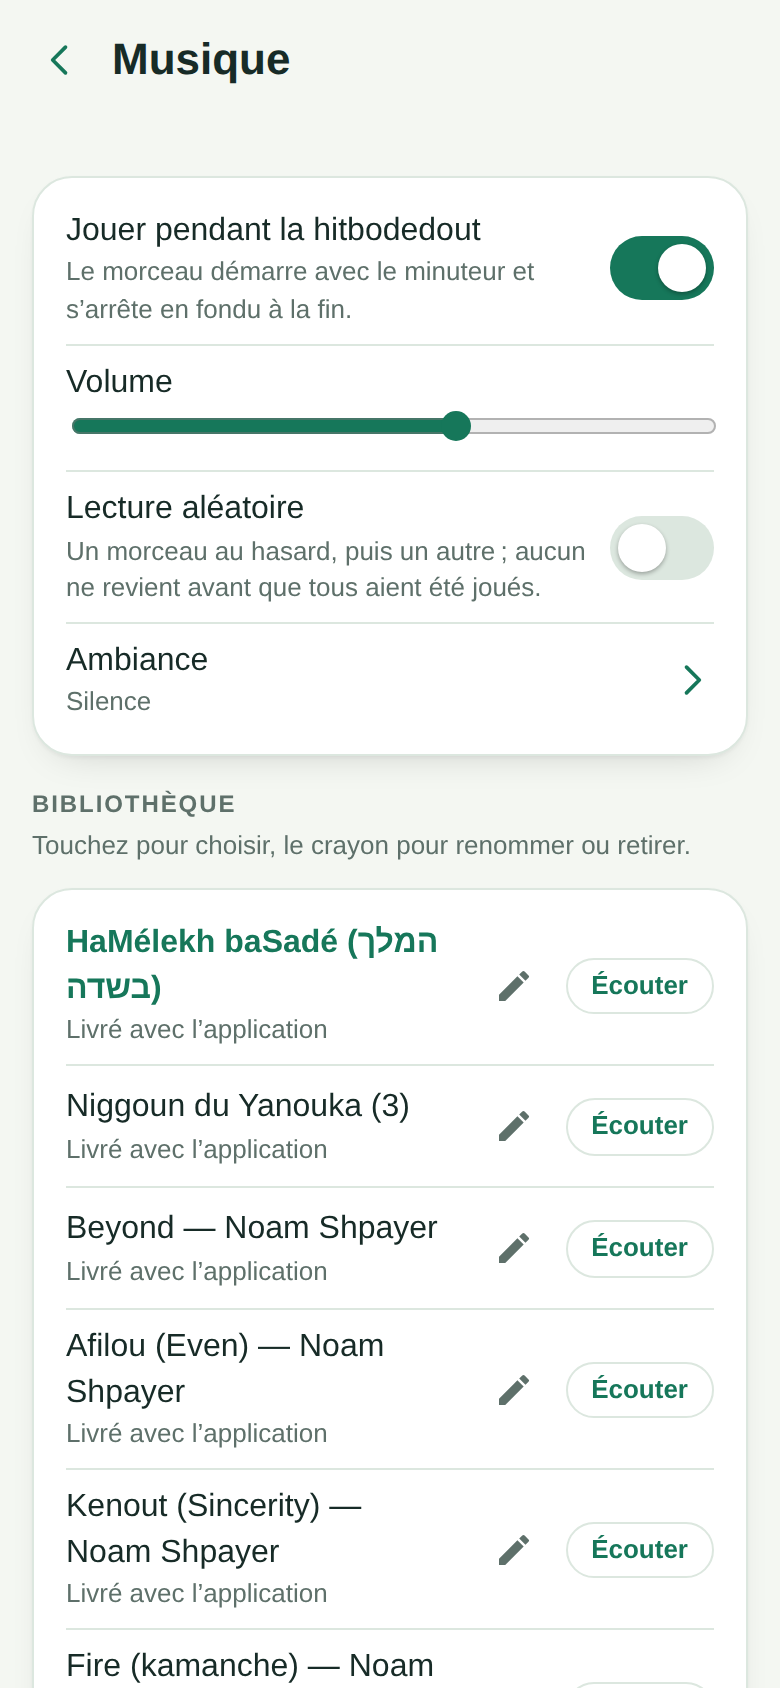 Musique
Jouer pendant la hitbodedout
Le morceau démarre avec le minuteur et
s’arrête en fondu à la fin.
Volume
Lecture aléatoire
Un morceau au hasard, puis un autre ; aucun
ne revient avant que tous aient été joués.
Ambiance
Silence
BIBLIOTHÈQUE
Touchez pour choisir, le crayon pour renommer ou retirer.
HaMélekh baSadé (המלך
בשדה)
Livré avec l’application
Écouter
Niggoun du Yanouka (3)
Livré avec l’application
Écouter
Beyond — Noam Shpayer
Livré avec l’application
Écouter
Afilou (Even) — Noam
Shpayer
Livré avec l’application
Écouter
Kenout (Sincerity) —
Noam Shpayer
Livré avec l’application
Écouter
Fire (kamanche) — Noam